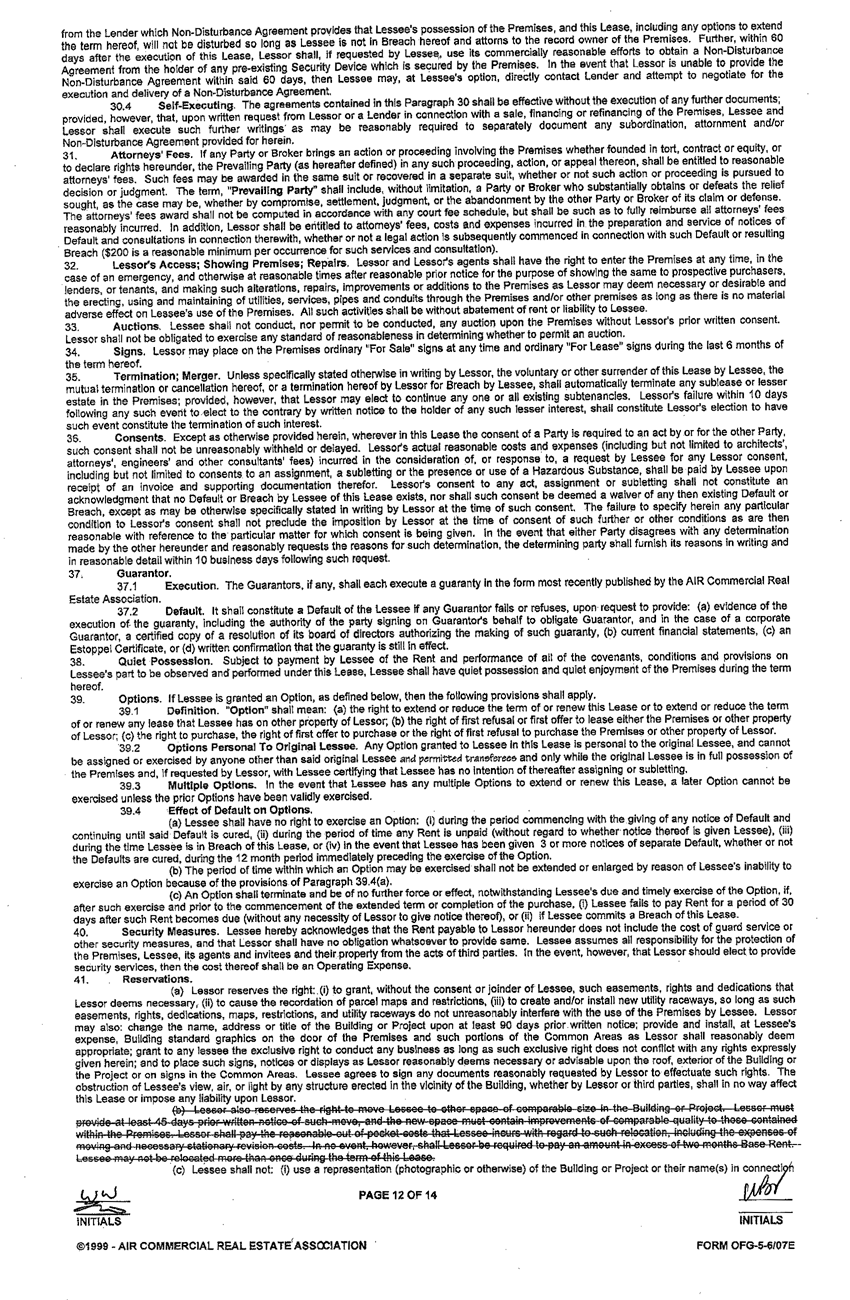 from the Lender which Non-Disturbance Agreement provides that Lessee's possession of the Premises, and this Lease, including any options to extend
the term hereof, will not be disturbed so long as Lessee is not in Breach hereof and attorns to the record owner of the Premises. Further, within 60
days after the execution of this Lease, Lessor shall, if requested by Lessee, use its commercially reasonable efforts to obtain a Non-Disturbance
Agreement from the holder of any pre-existing Security Device which is secured by the Premises. In the event that Lessor is unable to provide the
Non-Disturbance Agreement within said 60 days, then Lessee may, at Lessee's option, directly contact Lender and attempt to negotiate for the
execution and delivery of a Non-Disturbance Agreement.
30.4 Self-Executing. The agreements contained in this Paragraph 30 shall be effective without the execution of any further documents;
provided, however, that, upon written request from Lessor or a Lender in connection with a sale, financing or refinancing of the Premises, Lessee and
Lessor shall execute such further writings as may be reasonably required to separately document any subordination, attornment and/or
Non-Disturbance Agreement provided for herein.
31. Attorneys' Fees. If any Party or Broker brings an action or proceeding involving the Premises whether founded in tort, contract or equity, or
to declare rights hereunder, the Prevailing Party (as hereafter defined) in any such proceeding, action, or appeal thereon, shall be entitled to reasonable
attorneys' fees. Such fees may be awarded in the same suit or recovered in a separate suit, whether or not such action or proceeding is pursued to
decision or judgment. The term, "Prevailing Party" shall include, without limitation, a Party or Broker who substantially obtains or defeats the relief
sought, as the case may be, whether by compromise, settlement, judgment, or the abandonment by the other Party or Broker of its claim or defense.
The attorneys' fees award shall not be computed in accordance with any court fee schedule, but shall be such as to fully reimburse all attorneys' fees
reasonably incurred. In addition, Lessor shall be entitled to attorneys' fees, costs and expenses incurred in the preparation and service of notices of
Default and consultations in connection therewith, whether or not a legal action is subsequently commenced in connection with such Default or resulting
Breach ($200 is a reasonable minimum per occurrence for such services and consultation).
32. Lessor's Access; Showing Premises; Repairs. Lessor and Lessor's agents shall have the right to enter the Premises at any time, in the
case of an emergency, and otherwise at reasonable times after reasonable prior notice for the purpose of showing the same to prospective purchasers,
lenders, or tenants, and making such alterations, repairs, improvements or additions to the Premises as Lessor may deem necessary or desirable and
the erecting, using and maintaining of utilities, services, pipes and conduits through the Premises and/or other premises as long as there is no material
adverse effect on Lessee's use of the Premises. All such activities shall be without abatement of rent or liability to Lessee.
33. Auctions. Lessee shall not conduct, nor permit to be conducted, any auction upon the Premises without Lessor's prior written consent.
Lessor shall not be obligated to exercise any standard of reasonableness in determining whether to permit an auction.
34. Signs. Lessor may place on the Premises ordinary "For Sale" signs at any time and ordinary "For Lease" signs during the last 6 months of
the term hereof.
35. Termination; Merger. Unless specifically stated otherwise in writing by Lessor, the voluntary or other surrender of this Lease by Lessee, the
mutual termination or cancellation hereof, or a termination hereof by Lessor for Breach by Lessee, shall automatically terminate any sublease or lesser
estate in the Premises; provided, however, that Lessor may elect to continue any one or all existing subtenancies. Lessor's failure within 10 days
following any such event to elect to the contrary by written notice to the holder of any such lesser interest, shall constitute Lessor's election to have
such event constitute the termination of such interest.
36. Consents. Except as otherwise provided herein, wherever in this Lease the consent of a Party is required to an act by or for the other Party,
such consent shall not be unreasonably withheld or delayed. Lessor's actual reasonable costs and expenses (including but not limited to architects',
attorneys', engineers' and other consultants' fees) incurred in the consideration of, or response to, a request by Lessee for any Lessor consent,
including but not limited to consents to an assignment, a subletting or the presence or use of a Hazardous Substance, shall be paid by Lessee upon
receipt of an invoice and supporting documentation therefor. Lessor's consent to any act, assignment or subletting shall not constitute an
acknowledgment that no Default or Breach by Lessee of this Lease exists, nor shall such consent be deemed a waiver of any then existing Default or
Breach, except as may be otherwise specifically stated in writing by Lessor at the time of such consent. The failure to specify herein any particular
condition to Lessor's consent shall not preclude the imposition by Lessor at the time of consent of such further or other conditions as are then
reasonable with reference to the particular matter for which consent is being given. In the event that either Party disagrees with any determination
made by the other hereunder and reasonably requests the reasons for such determination, the determining party shall furnish its reasons in writing and
in reasonable detail within 10 business days following such request.
37. Guarantor.
37.1 Execution. The Guarantors, if any, shall each execute a guaranty in the form most recently published by the AIR Commercial Real
Estate Association.
37.2 Default. It shall constitute a Default of the Lessee if any Guarantor fails or refuses, upon request to provide: (a) evidence of the
execution of the guaranty, including the authority of the party signing on Guarantor's behalf to obligate Guarantor, and in the case of a corporate
Guarantor, a certified copy of a resolution of its board of directors authorizing the making of such guaranty, (b) current financial statements, (c) an
Estoppel Certificate, or (d) written confirmation that the guaranty is still in effect.
38. Quiet Possession. Subject to payment by Lessee of the Rent and performance of all of the covenants, conditions and provisions on
Lessee's part to be observed and performed under this Lease, Lessee shall have quiet possession and quiet enjoyment of the Premises during the term
hereof.
39. Options. If Lessee is granted an Option, as defined below, then the following provisions shall apply.
39.1 Definition. "Option" shall mean: (a) the right to extend or reduce the term of or renew this Lease or to extend or reduce the term
of or renew any lease that Lessee has on other property of Lessor; (b) the right of first refusal or first offer to lease either the Premises or other property
of Lessor; (c) the right to purchase, the right of first offer to purchase or the right of first refusal to purchase the Premises or other property of Lessor.
39.2 Options Personal To Original Lessee. Any Option granted to Lessee in this Lease is personal to the original Lessee, and cannot
be assigned or exercised by anyone other than said original Lessee and permitted transferees and only while the original Lessee is in full possession of
the Premises and, if requested by Lessor, with Lessee certifying that Lessee has no intention of thereafter assigning or subletting.
39.3 Multiple Options. In the event that Lessee has any multiple Options to extend or renew this Lease, a later Option cannot be
exercised unless the prior Options have been validly exercised.
39.4 Effect of Default on Options.
(a) Lessee shall have no right to exercise an Option: (i) during the period commencing with the giving of any notice of Default and
continuing until said Default is cured, (ii) during the period of time any Rent is unpaid (without regard to whether notice thereof is given Lessee), (iii)
during the time Lessee is in Breach of this Lease, or (iv) in the event that Lessee has been given 3 or more notices of separate Default, whether or not
the Defaults are cured, during the 12 month period immediately preceding the exercise of the Option.
(b) The period of time within which an Option may be exercised shall not be extended or enlarged by reason of Lessee's inability to
exercise an Option because of the provisions of Paragraph 39.4(a).
(c) An Option shall terminate and be of no further force or effect, notwithstanding Lessee's due and timely exercise of the Option, if,
after such exercise and prior to the commencement of the extended term or completion of the purchase, (i) Lessee fails to pay Rent for a period of 30
days after such Rent becomes due (without any necessity of Lessor to give notice thereof), or (ii) if Lessee commits a Breach of this Lease.
40. Security Measures. Lessee hereby acknowledges that the Rent payable to Lessor hereunder does not include the cost of guard service or
other security measures, and that Lessor shall have no obligation whatsoever to provide same. Lessee assumes all responsibility for the protection of
the Premises, Lessee, its agents and invitees and their property from the acts of third parties. In the event, however, that Lessor should elect to provide
security services, then the cost thereof shall be an Operating Expense.
41. Reservations.
(a) Lessor reserves the right: (i) to grant, without the consent or joinder of Lessee, such easements, rights and dedications that
Lessor deems necessary, (ii) to cause the recordation of parcel maps and restrictions, (iii) to create and/or install new utility raceways, so long as such
easements, rights, dedications, maps, restrictions, and utility raceways do not unreasonably interfere with the use of the Premises by Lessee. Lessor
may also: change the name, address or title of the Building or Project upon at least 90 days prior written notice; provide and install, at Lessee's
expense, Building standard graphics on the door of the Premises and such portions of the Common Areas as Lessor shall reasonably deem
appropriate; grant to any lessee the exclusive right to conduct any business as long as such exclusive right does not conflict with any rights expressly
given herein; and to place such signs, notices or displays as Lessor reasonably deems necessary or advisable upon the roof, exterior of the Building or
the Project or on signs in the Common Areas. Lessee agrees to sign any documents reasonably requested by Lessor to effectuate such rights. The
obstruction of Lessee's view, air, or light by any structure erected in the vicinity of the Building, whether by Lessor or third parties, shall in no way affect
this Lease or impose any liability upon Lessor.
(b) Lessor also reserves the right to move Lessee to other space of comparable size in the Building or Project. Lessor must
provide at least 45 days prior written notice of such move, and the new space must contain improvements of comparable quality to those contained
within the Premises. Lessor shall pay the reasonable out of pocket costs that Lessee incurs with regard to such relocation, including the expenses of
moving and necessary stationary revision costs. In no event, however, shall Lessor be required to pay an amount in excess of two months Base Rent.
Lessee may not be relocated more than once during the term of this Lease.
(c) Lessee shall not: (i) use a representation (photographic or otherwise) of the Building or Project or their name(s) in connection
PAGE 12 OF 14
INITIALS
INITIALS
©1999 - AIR COMMERCIAL REAL ESTATE ASSOCIATION
FORM OFG-5-6/07E